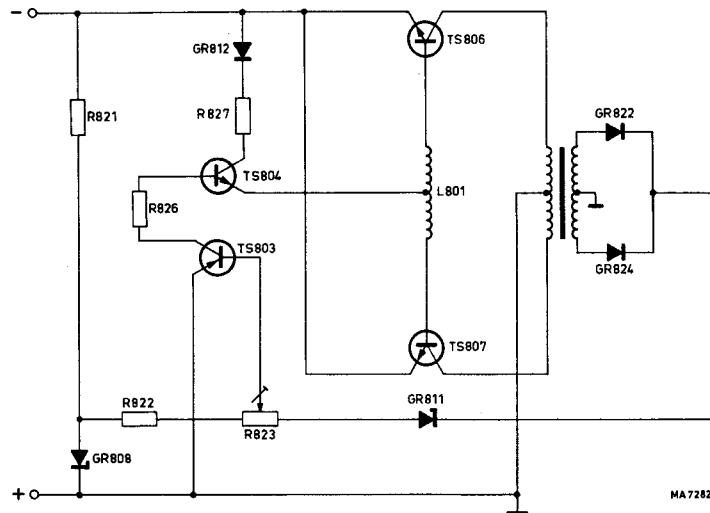 −
TS806
GR812
R821
R827
GR822
TS804
L801
R826
TS803
GR824
TS807
GR811
R822
R823
GR808
+
MA7282